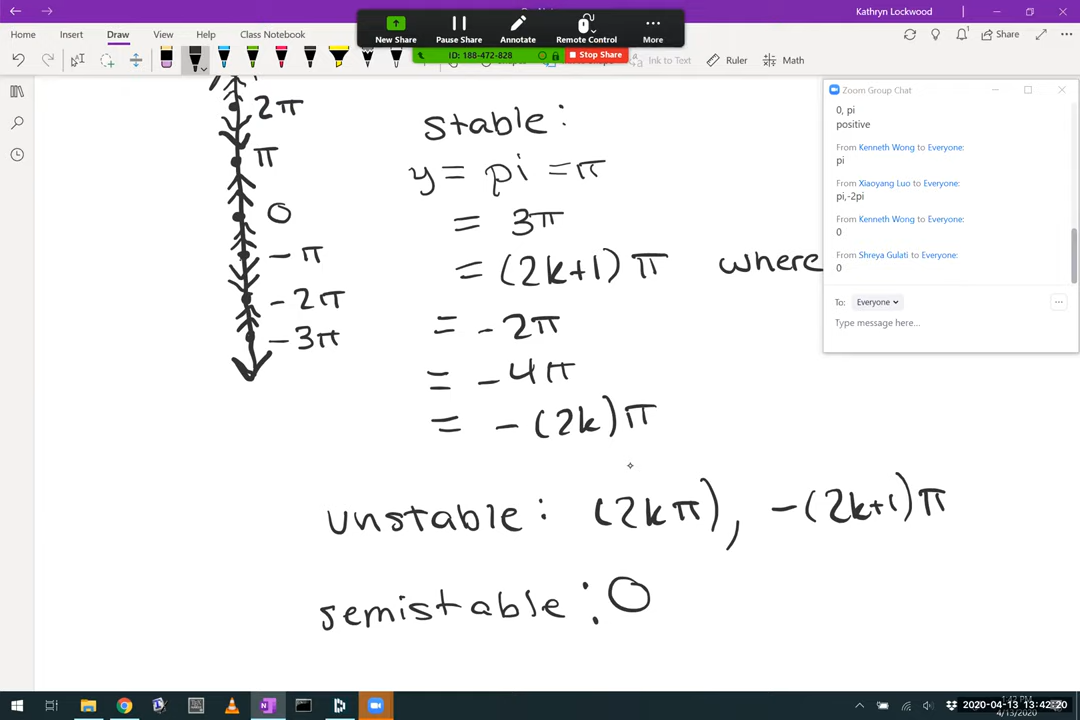 Kathryn Lockwood
New Share
Pause Share
Annotate
Remote Control
More
ID: 188-472-828
Stop Share
Home
Insert
Draw
View
Help
Class Notebook
Share
Ink to Text
Ruler
Math
2π
π
0
-π
-2π
-3π
stable:
y= pi =π
= 3π
= (2k+1)π where
= -2π
= -4π
= -(2k)π
unstable: (2kπ), -(2k+1)π
semistable: 0
Zoom Group Chat
0, pi
positive
From Kenneth Wong to Everyone:
pi
From Xiaoyang Luo to Everyone:
pi,-2pi
From Kenneth Wong to Everyone:
0
From Shreya Gulati to Everyone:
0
To: Everyone
Type message here...
2020-04-13 13:42:20